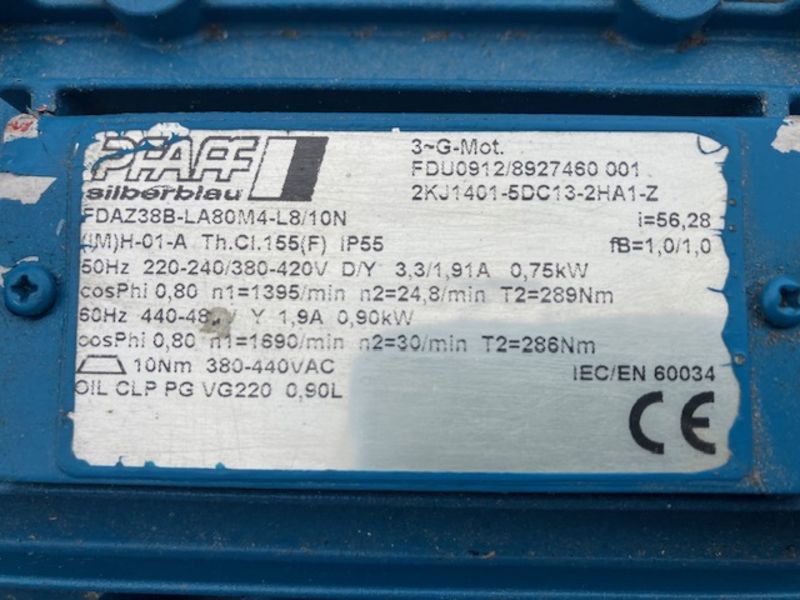 PFAFF
silberblau
3~G-Mot.
FDU0912/8927460 001
2KJ1401-5DC13-2HA1-Z
FDAZ38B-LA80M4-L8/10N i=56,28
(IM)H-01-A Th.Cl.155(F) IP55 fB=1,0/1,0
50Hz 220-240/380-420V D/Y 3,3/1,91A 0,75kW
cosPhi 0,80 n1=1395/min n2=24,8/min T2=289Nm
60Hz Y 1,9A 0,90kW
cosPhi 0,80 n1=1690/min n2=30/min T2=286Nm
10Nm 380-440VAC
IEC/EN 60034
OIL CLP PG VG220 0,90L
CE